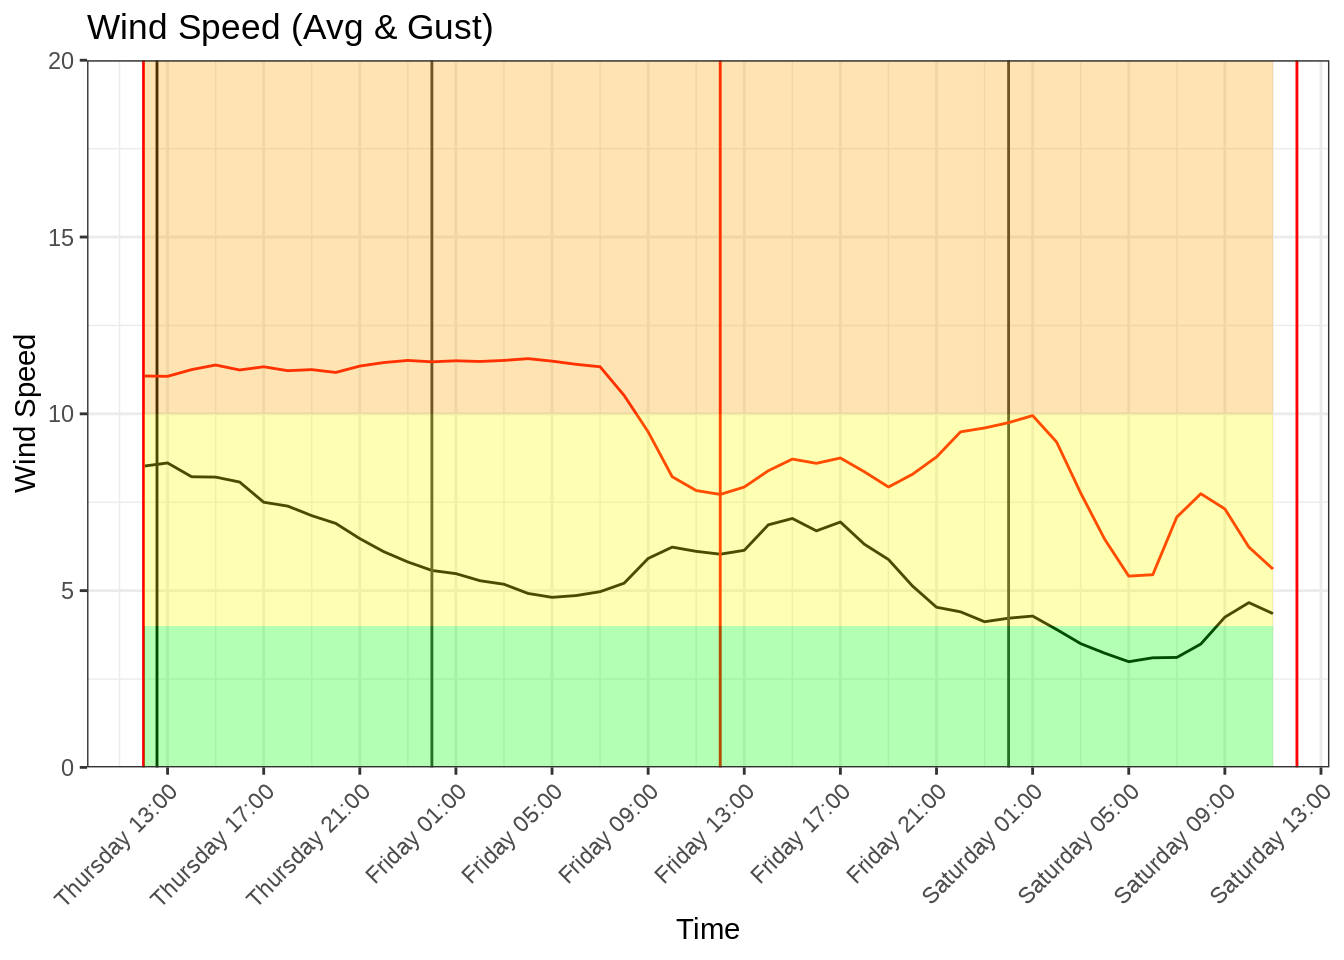 Wind Speed (Avg & Gust)
20
15
10
5
0
Wind Speed
Thursday 13:00
Thursday 17:00
Thursday 21:00
Friday 01:00
Friday 05:00
Friday 09:00
Friday 13:00
Friday 17:00
Friday 21:00
Saturday 01:00
Saturday 05:00
Saturday 09:00
Saturday 13:00
Time